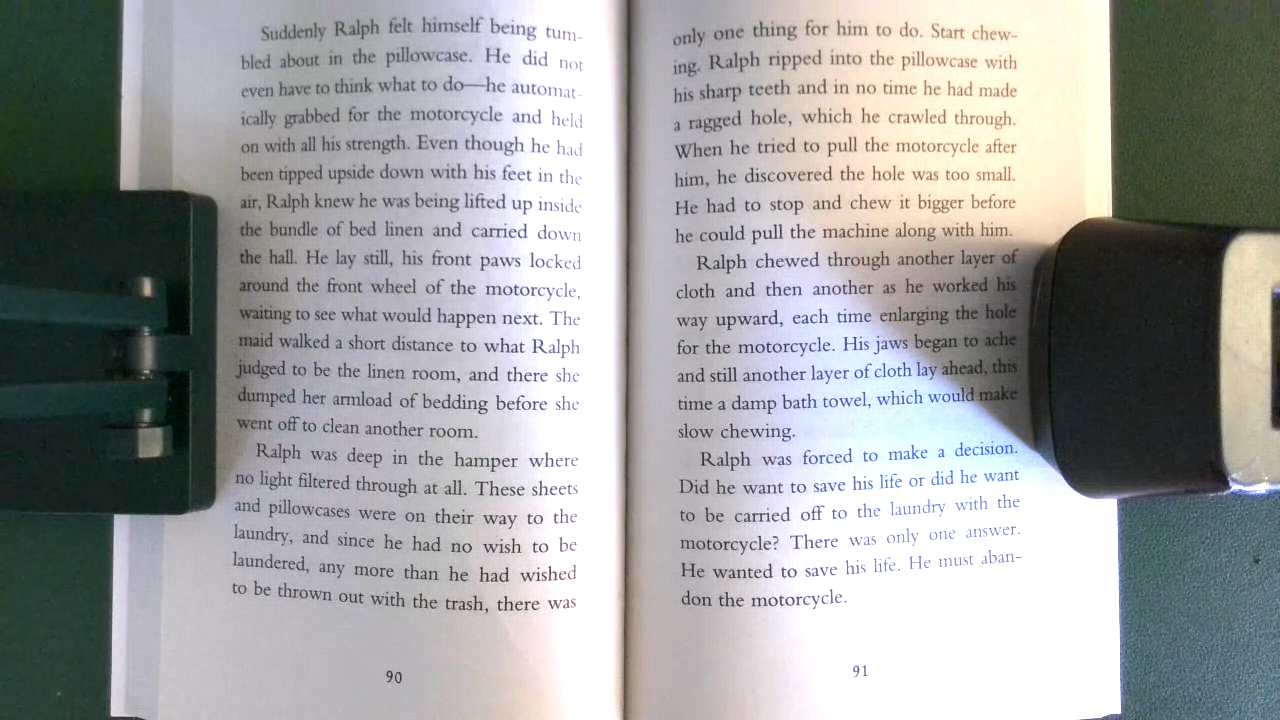 Suddenly Ralph felt himself being tum-
bled about in the pillowcase. He did not
even have to think what to do—he automat-
ically grabbed for the motorcycle and held
on with all his strength. Even though he had
been tipped upside down with his feet in the
air, Ralph knew he was being lifted up inside
the bundle of bed linen and carried down
the hall. He lay still, his front paws locked
around the front wheel of the motorcycle,
waiting to see what would happen next. The
maid walked a short distance to what Ralph
judged to be the linen room, and there she
dumped her armload of bedding before she
went off to clean another room.
Ralph was deep in the hamper where
no light filtered through at all. These sheets
and pillowcases were on their way to the
laundry, and since he had no wish to be
laundered, any more than he had wished
to be thrown out with the trash, there was
90
only one thing for him to do. Start chew-
ing. Ralph ripped into the pillowcase with
his sharp teeth and in no time he had made
a ragged hole, which he crawled through.
When he tried to pull the motorcycle after
him, he discovered the hole was too small.
He had to stop and chew it bigger before
he could pull the machine along with him.
Ralph chewed through another layer of
cloth and then another as he worked his
way upward, each time enlarging the hole
for the motorcycle. His jaws began to ache
and still another layer of cloth lay ahead, this
time a damp bath towel, which would make
slow chewing.
Ralph was forced to make a decision.
Did he want to save his life or did he want
to be carried off to the laundry with the
motorcycle? There was only one answer.
He wanted to save his life. He must aban-
don the motorcycle.
91